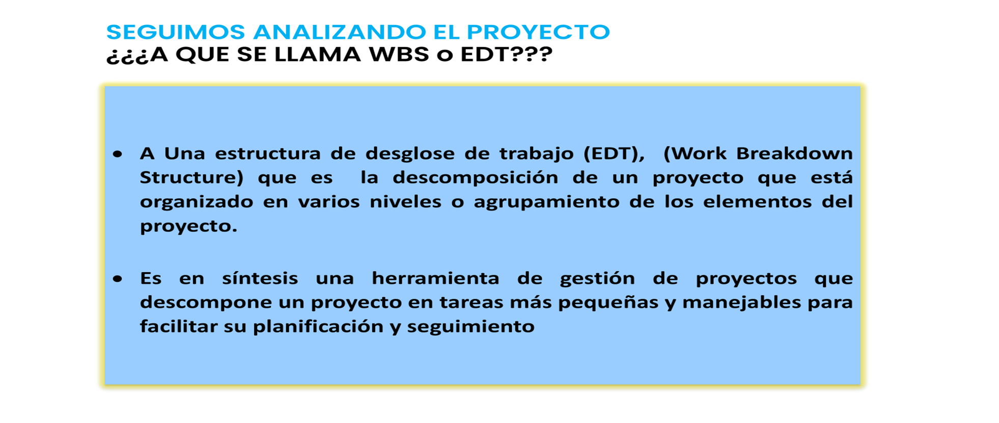 SEGUIMOS ANALIZANDO EL PROYECTO
¿¿¿A QUE SE LLAMA WBS o EDT???
• A Una estructura de desglose de trabajo (EDT), (Work Breakdown
Structure) que es la descomposición de un proyecto que está
organizado en varios niveles o agrupamiento de los elementos del
proyecto.
• Es en síntesis una herramienta de gestión de proyectos que
descompone un proyecto en tareas más pequeñas y manejables para
facilitar su planificación y seguimiento